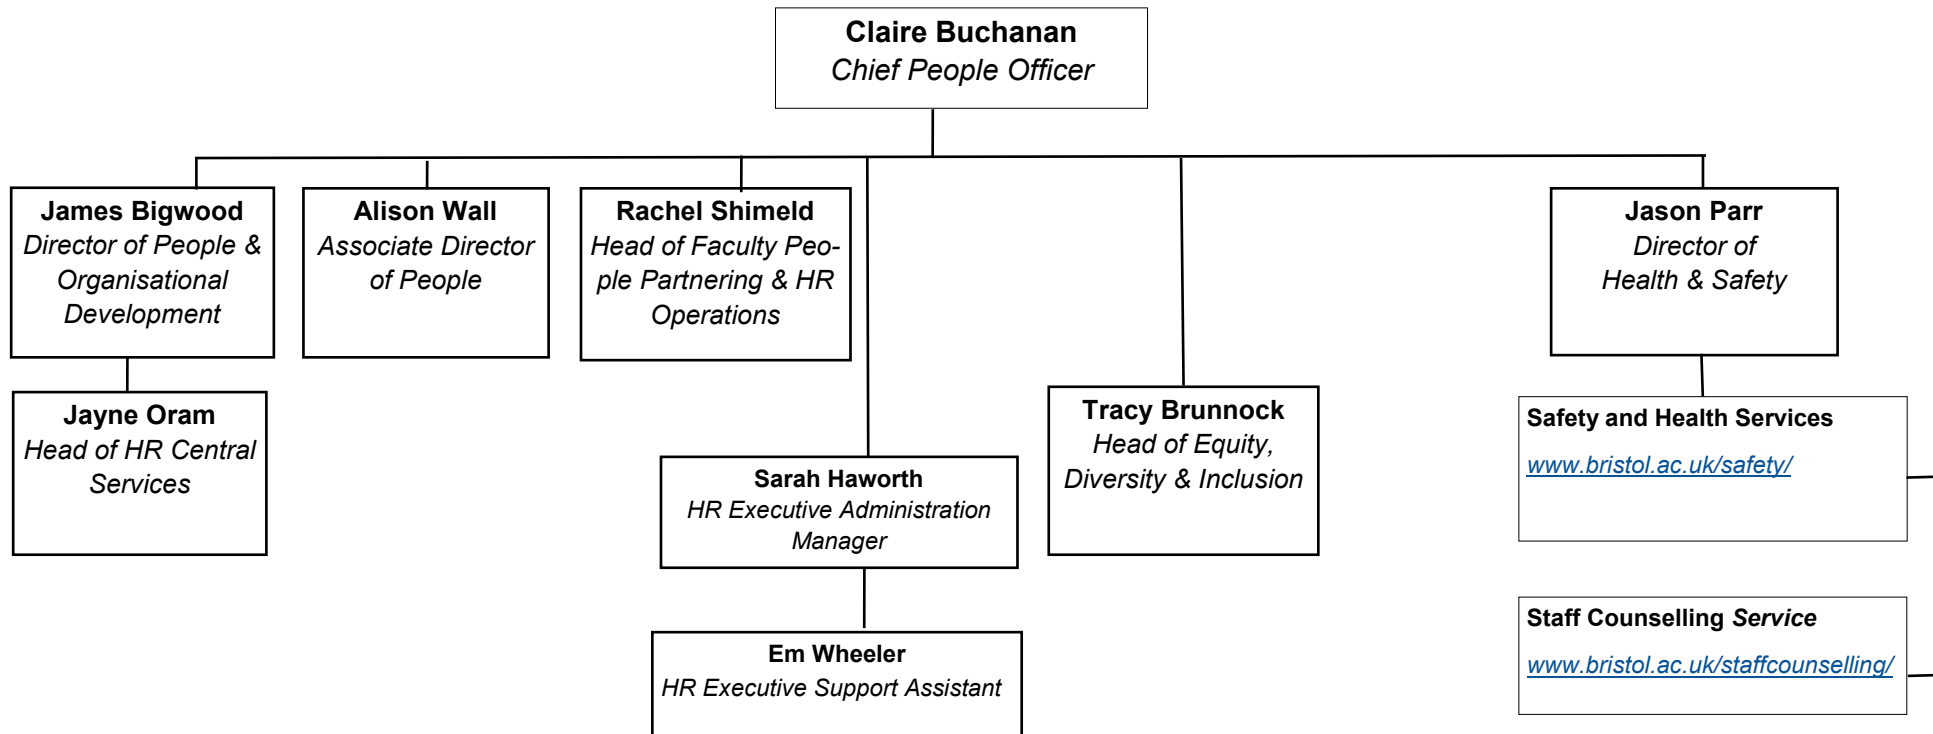 Claire Buchanan
Chief People Officer
James Bigwood
Director of People &
Organisational
Development
Alison Wall
Associate Director
of People
Rachel Shimeld
Head of Faculty Peo-
ple Partnering & HR
Operations
Jason Parr
Director of
Health & Safety
Jayne Oram
Head of HR Central
Services
Sarah Haworth
HR Executive Administration
Manager
Tracy Brunnock
Head of Equity,
Diversity & Inclusion
Safety and Health Services
www.bristol.ac.uk/safety/
Em Wheeler
HR Executive Support Assistant
Staff Counselling Service
www.bristol.ac.uk/staffcounselling/